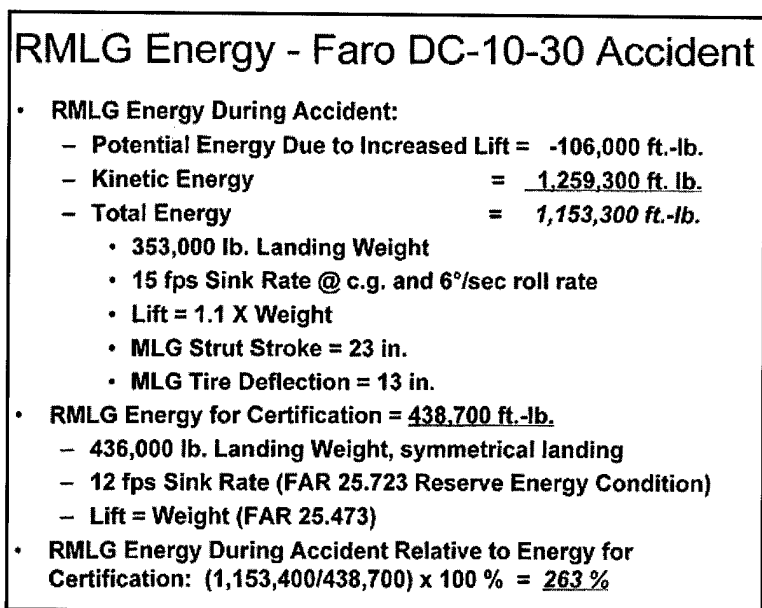 RMLG Energy - Faro DC-10-30 Accident
• RMLG Energy During Accident:
– Potential Energy Due to Increased Lift = -106,000 ft.-lb.
– Kinetic Energy = 1,259,300 ft. lb.
– Total Energy = 1,153,300 ft.-lb.
• 353,000 lb. Landing Weight
• 15 fps Sink Rate @ c.g. and 6°/sec roll rate
• Lift = 1.1 X Weight
• MLG Strut Stroke = 23 in.
• MLG Tire Deflection = 13 in.
• RMLG Energy for Certification = 438,700 ft.-lb.
– 436,000 lb. Landing Weight, symmetrical landing
– 12 fps Sink Rate (FAR 25.723 Reserve Energy Condition)
– Lift = Weight (FAR 25.473)
• RMLG Energy During Accident Relative to Energy for
Certification: (1,153,400/438,700) x 100 % = 263 %